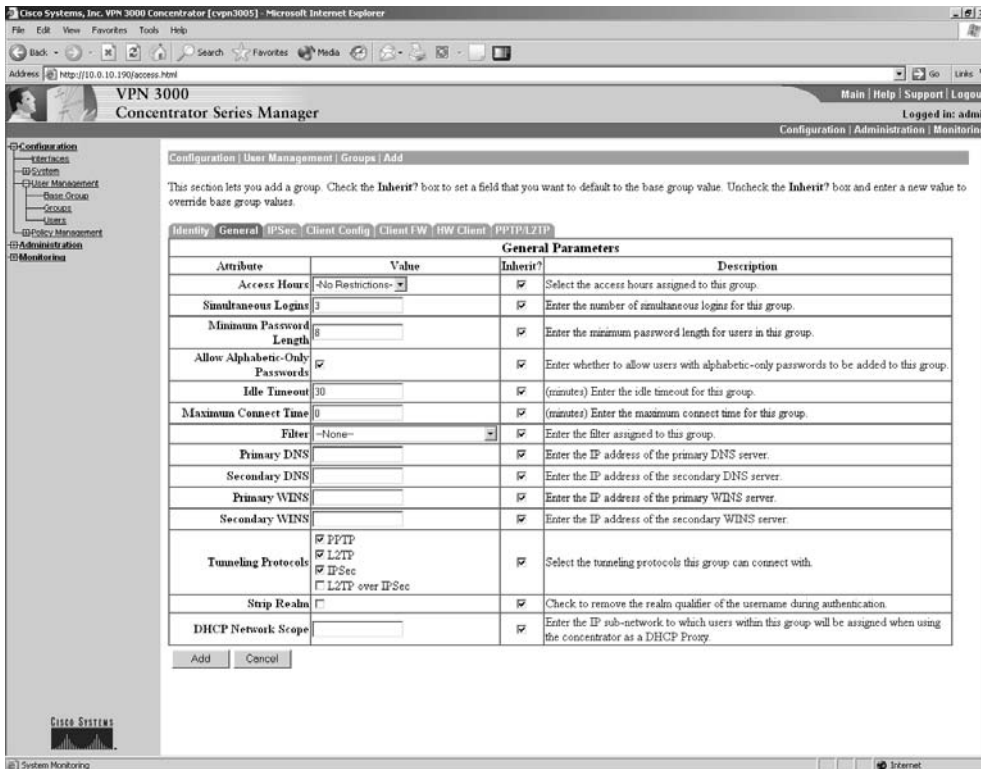 Cisco Systems, Inc. VPN 3000 Concentrator [cvpn3005] - Microsoft Internet Explorer
File Edit View Favorites Tools Help
Back Search Favorites Media
Address http://10.0.10.190/access.html Go Links
VPN 3000
Concentrator Series Manager
Main | Help | Support | Logou
Logged in: admi
Configuration | Administration | Monitorin
Configuration
Interfaces
System
User Management
Base Group
Groups
Users
Policy Management
Administration
Monitoring
Configuration | User Management | Groups | Add
This section lets you add a group. Check the Inherit? box to set a field that you want to default to the base group value. Uncheck the Inherit? box and enter a new value to
override base group values.
Identity General IPSec Client Config Client FW HW Client PPTP/L2TP
General Parameters
Attribute Value Inherit? Description
Access Hours -No Restrictions- Select the access hours assigned to this group.
Simultaneous Logins 3 Enter the number of simultaneous logins for this group.
Minimum Password
Length 8 Enter the minimum password length for users in this group.
Allow Alphabetic-Only
Passwords Enter whether to allow users with alphabetic-only passwords to be added to this group.
Idle Timeout 30 (minutes) Enter the idle timeout for this group.
Maximum Connect Time 0 (minutes) Enter the maximum connect time for this group.
Filter --None-- Enter the filter assigned to this group.
Primary DNS Enter the IP address of the primary DNS server.
Secondary DNS Enter the IP address of the secondary DNS server.
Primary WINS Enter the IP address of the primary WINS server.
Secondary WINS Enter the IP address of the secondary WINS server.
Tunneling Protocols
PPTP
L2TP
IPSec
L2TP over IPSec
Select the tunneling protocols this group can connect with.
Strip Realm Check to remove the realm qualifier of the username during authentication.
DHCP Network Scope Enter the IP sub-network to which users within this group will be assigned when using
the concentrator as a DHCP Proxy.
Add Cancel
CISCO SYSTEMS
System Monitoring Internet